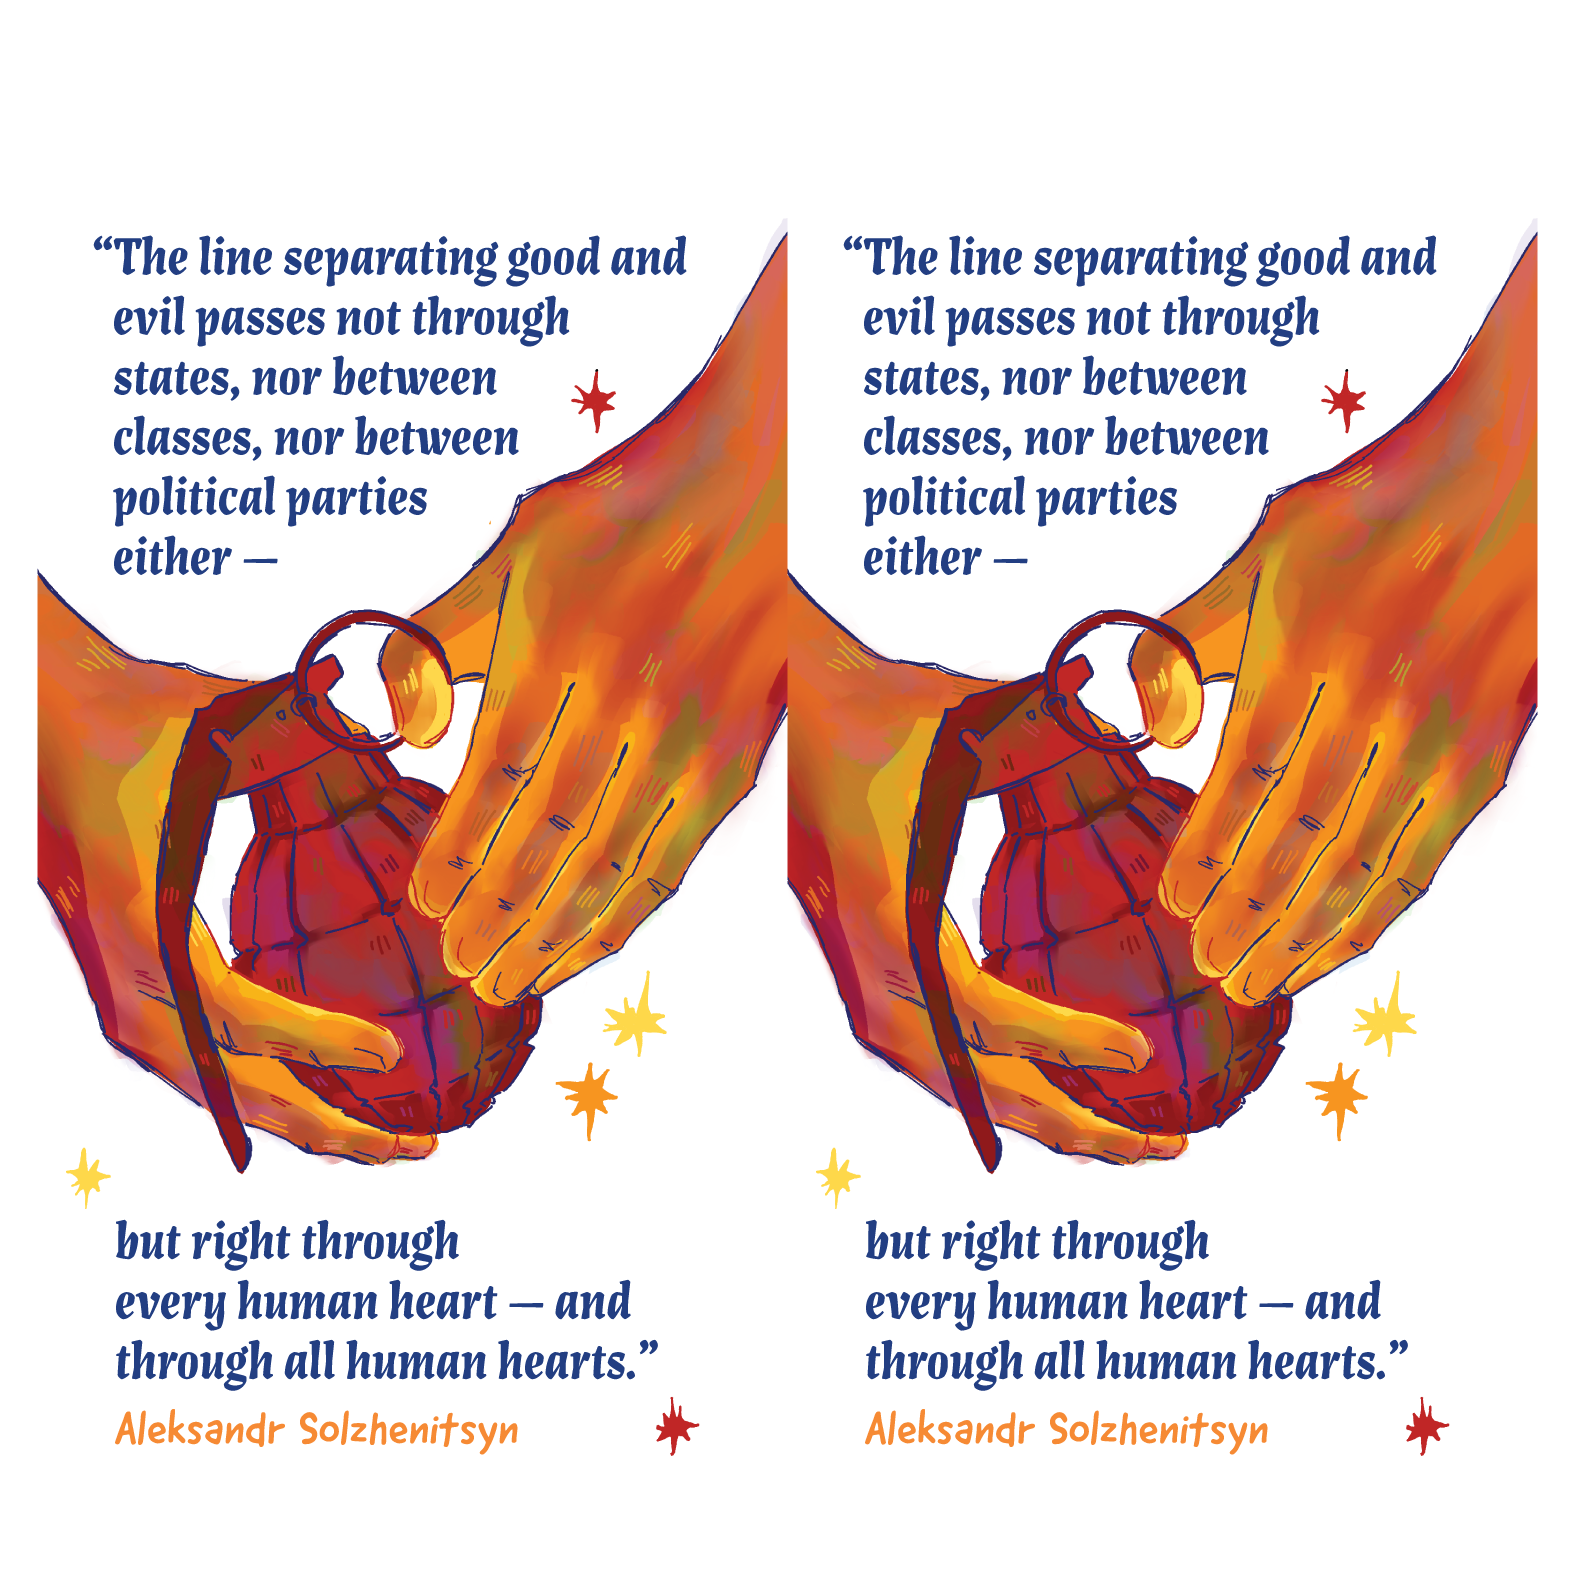 “The line separating good and
evil passes not through
states, nor between
classes, nor between
political parties
either —
but right through
every human heart — and
through all human hearts.”
Aleksandr Solzhenitsyn
“The line separating good and
evil passes not through
states, nor between
classes, nor between
political parties
either —
but right through
every human heart — and
through all human hearts.”
Aleksandr Solzhenitsyn